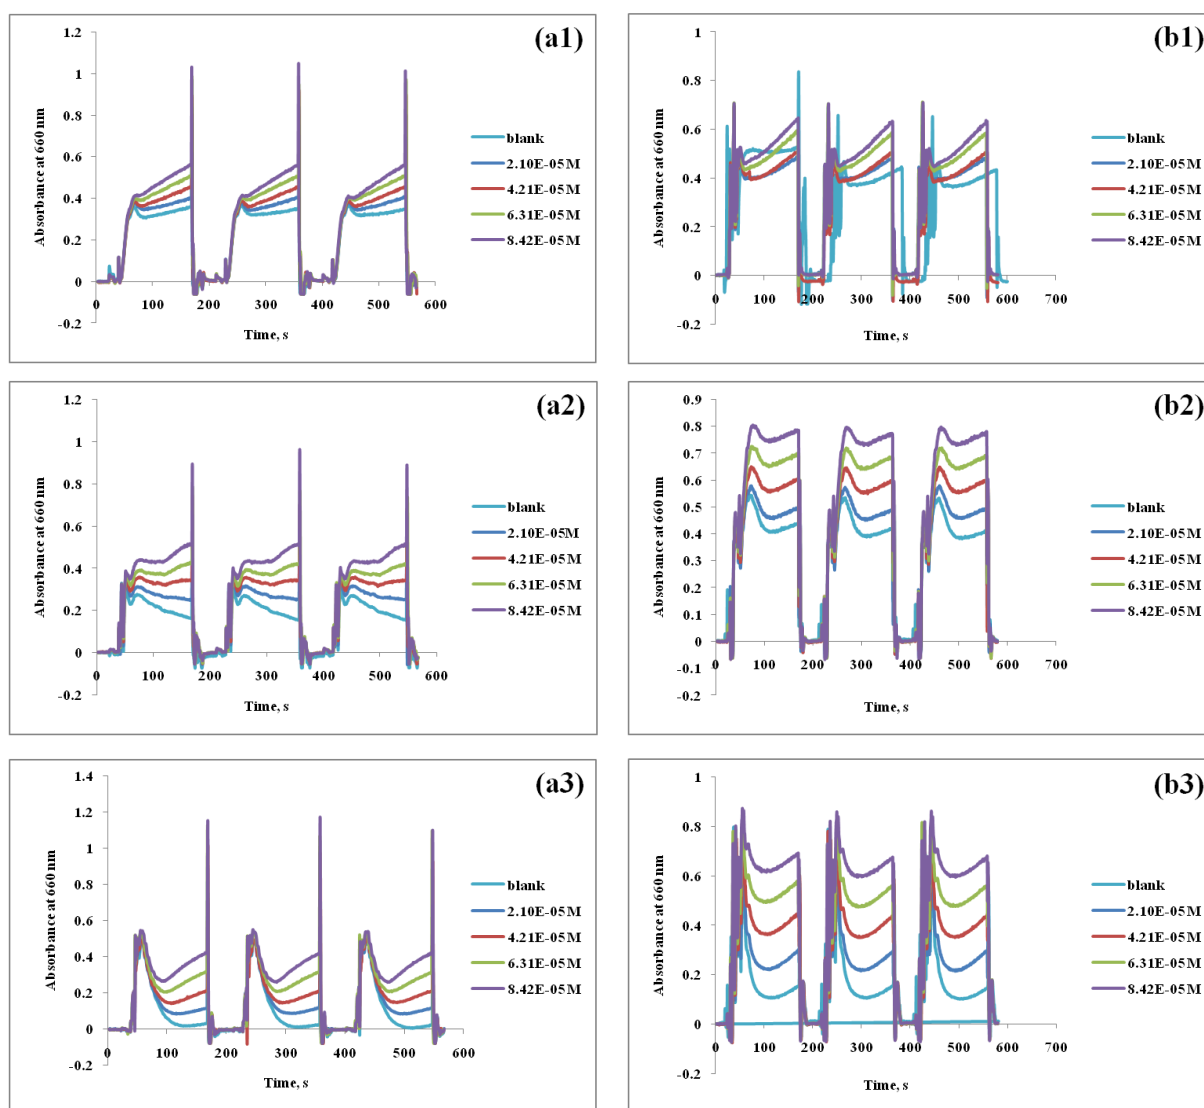 (a1)
Absorbance at 660 nm
1.2
1
0.8
0.6
0.4
0.2
0
-0.2
0
100
200
300
400
500
600
Time, s
blank
2.10E-05M
4.21E-05M
6.31E-05M
8.42E-05M
(b1)
Absorbance at 660 nm
1
0.8
0.6
0.4
0.2
0
-0.2
0
100
200
300
400
500
600
700
Time, s
blank
2.10E-05M
4.21E-05M
6.31E-05M
8.42E-05M
(a2)
Absorbance at 660 nm
1.2
1
0.8
0.6
0.4
0.2
0
-0.2
0
100
200
300
400
500
600
Time, s
blank
2.10E-05M
4.21E-05M
6.31E-05M
8.42E-05M
(b2)
Absorbance at 660 nm
0.9
0.8
0.7
0.6
0.5
0.4
0.3
0.2
0.1
0
-0.1
-0.2
0
100
200
300
400
500
600
700
Time, s
blank
2.10E-05M
4.21E-05M
6.31E-05M
8.42E-05M
(a3)
Absorbance at 660 nm
1.4
1.2
1
0.8
0.6
0.4
0.2
0
-0.2
0
100
200
300
400
500
600
Time, s
blank
2.10E-05M
4.21E-05M
6.31E-05M
8.42E-05M
(b3)
Absorbance at 660 nm
1
0.8
0.6
0.4
0.2
0
-0.2
0
100
200
300
400
500
600
700
Time, s
blank
2.10E-05M
4.21E-05M
6.31E-05M
8.42E-05M